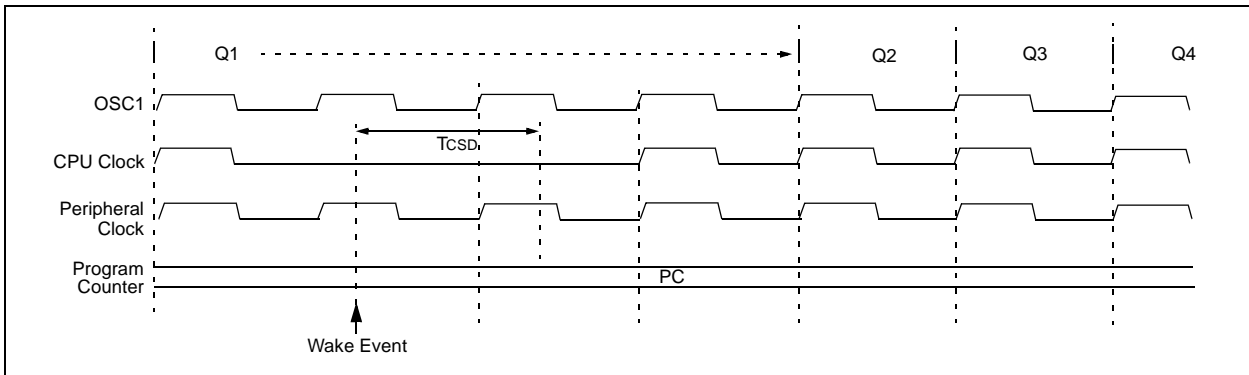 Q1
Q2
Q3
Q4
OSC1
TCSD
CPU Clock
Peripheral
Clock
Program
Counter
PC
Wake Event